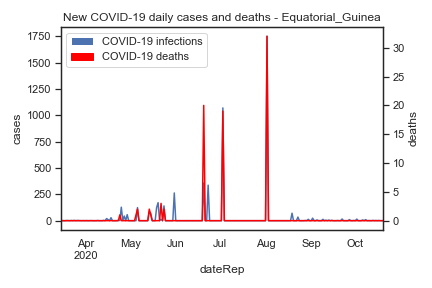 New COVID-19 daily cases and deaths - Equatorial_Guinea
COVID-19 infections
COVID-19 deaths
cases
1750
1500
1250
1000
750
500
250
0
deaths
30
25
20
15
10
5
0
Apr May Jun Jul Aug Sep Oct
2020
dateRep